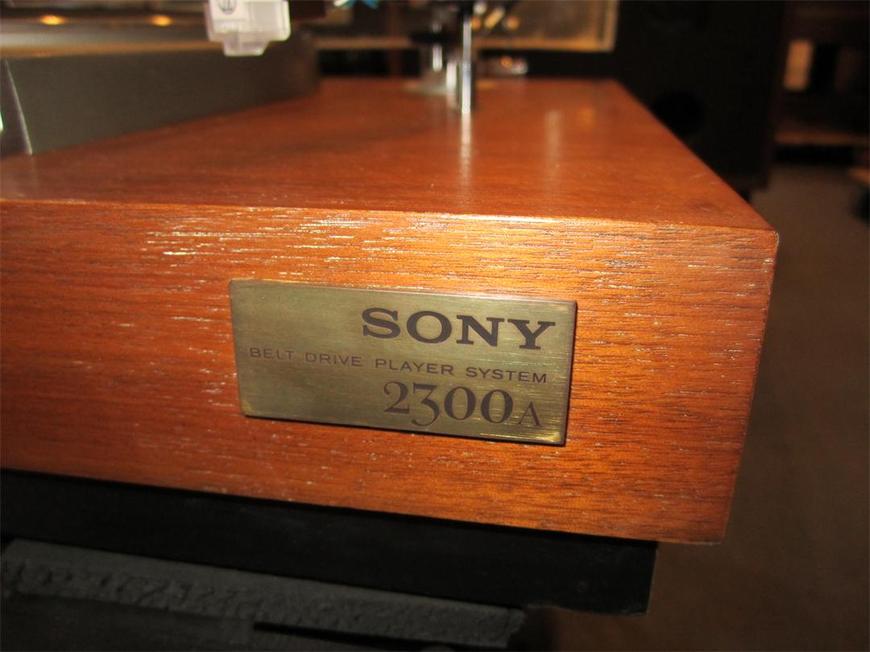 SONY
BELT DRIVE PLAYER SYSTEM
2300A